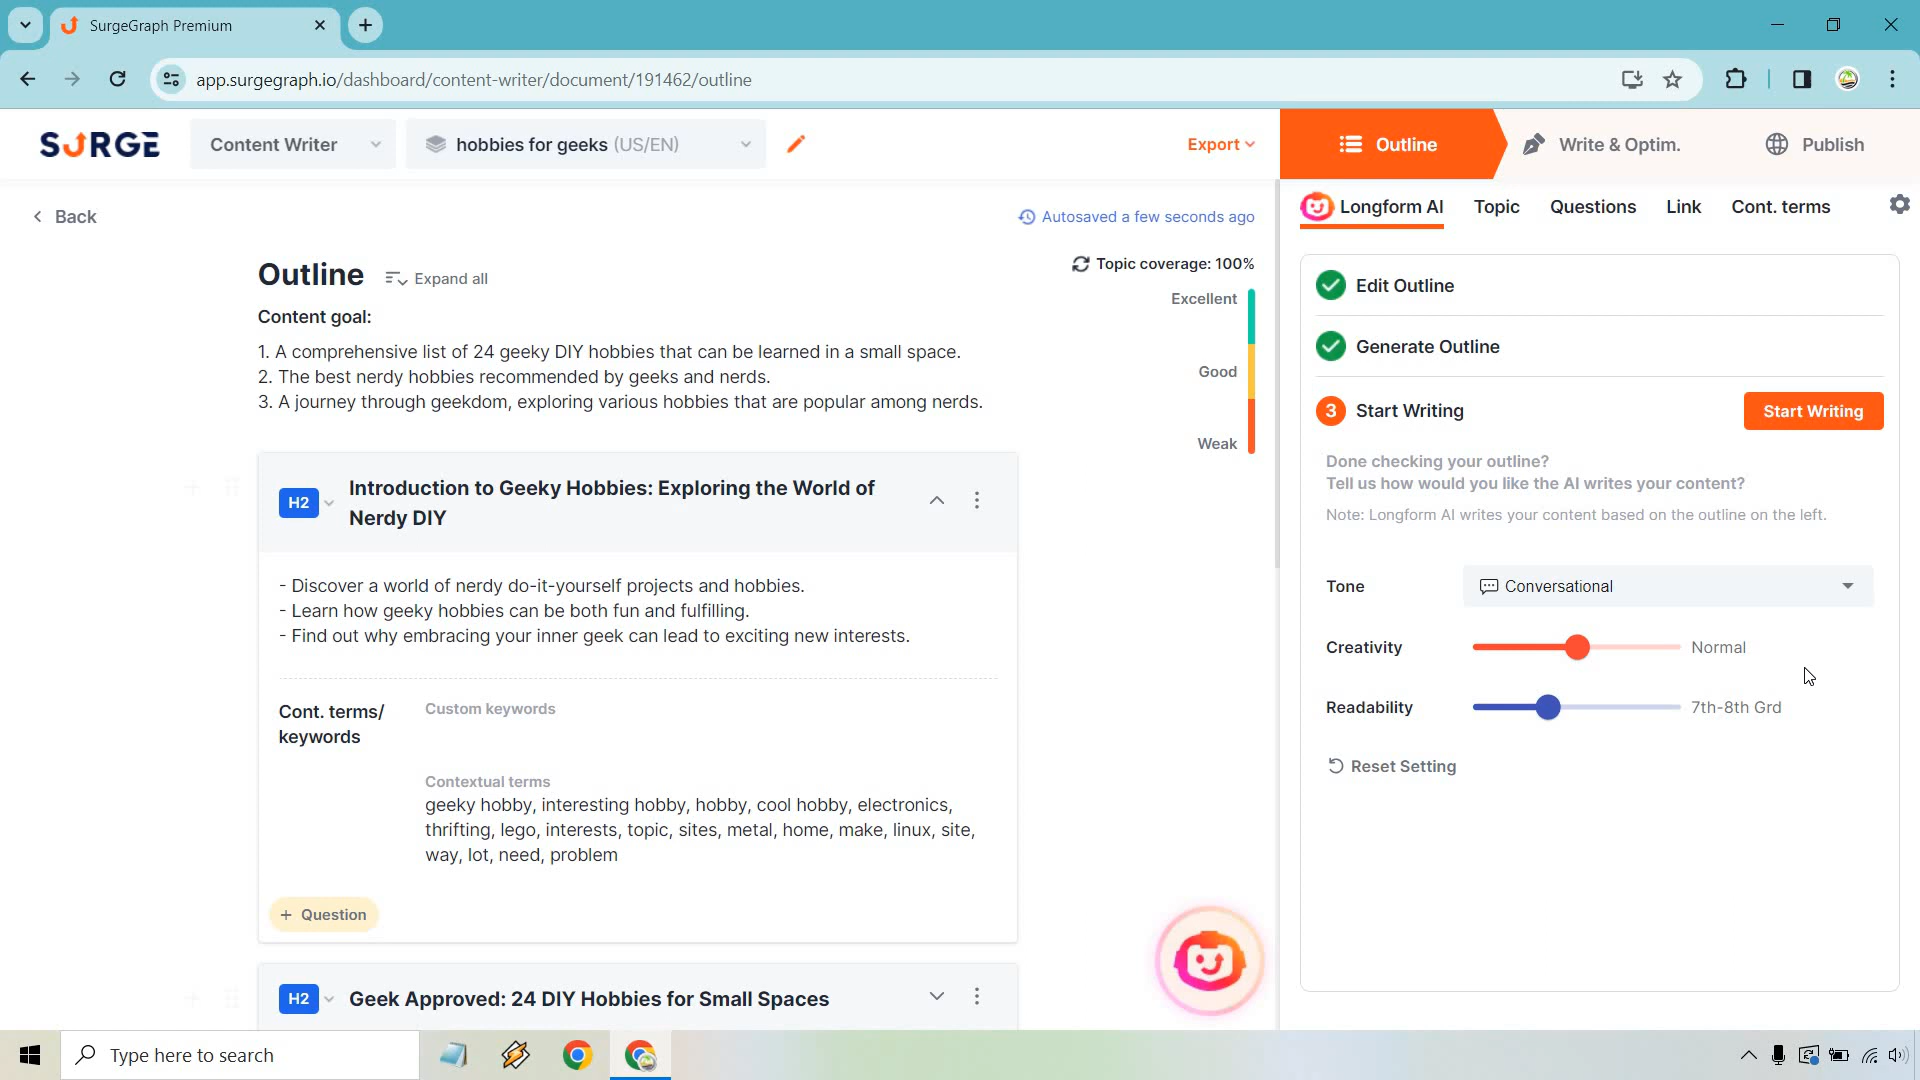 SurgeGraph Premium
app.surgegraph.io/dashboard/content-writer/document/191462/outline
SURGE
Content Writer
hobbies for geeks (US/EN)
Export
Outline
Write & Optim.
Publish
Back
Autosaved a few seconds ago
Longform AI
Topic
Questions
Link
Cont. terms
Outline
Expand all
Topic coverage: 100%
Excellent
Good
Weak
Content goal:
1. A comprehensive list of 24 geeky DIY hobbies that can be learned in a small space.
2. The best nerdy hobbies recommended by geeks and nerds.
3. A journey through geekdom, exploring various hobbies that are popular among nerds.
H2
Introduction to Geeky Hobbies: Exploring the World of
Nerdy DIY
- Discover a world of nerdy do-it-yourself projects and hobbies.
- Learn how geeky hobbies can be both fun and fulfilling.
- Find out why embracing your inner geek can lead to exciting new interests.
Cont. terms/
keywords
Custom keywords
Contextual terms
geeky hobby, interesting hobby, hobby, cool hobby, electronics,
thrifting, lego, interests, topic, sites, metal, home, make, linux, site,
way, lot, need, problem
+ Question
H2
Geek Approved: 24 DIY Hobbies for Small Spaces
Edit Outline
Generate Outline
3
Start Writing
Start Writing
Done checking your outline?
Tell us how would you like the AI writes your content?
Note: Longform AI writes your content based on the outline on the left.
Tone
Conversational
Creativity
Normal
Readability
7th-8th Grd
Reset Setting
Type here to search